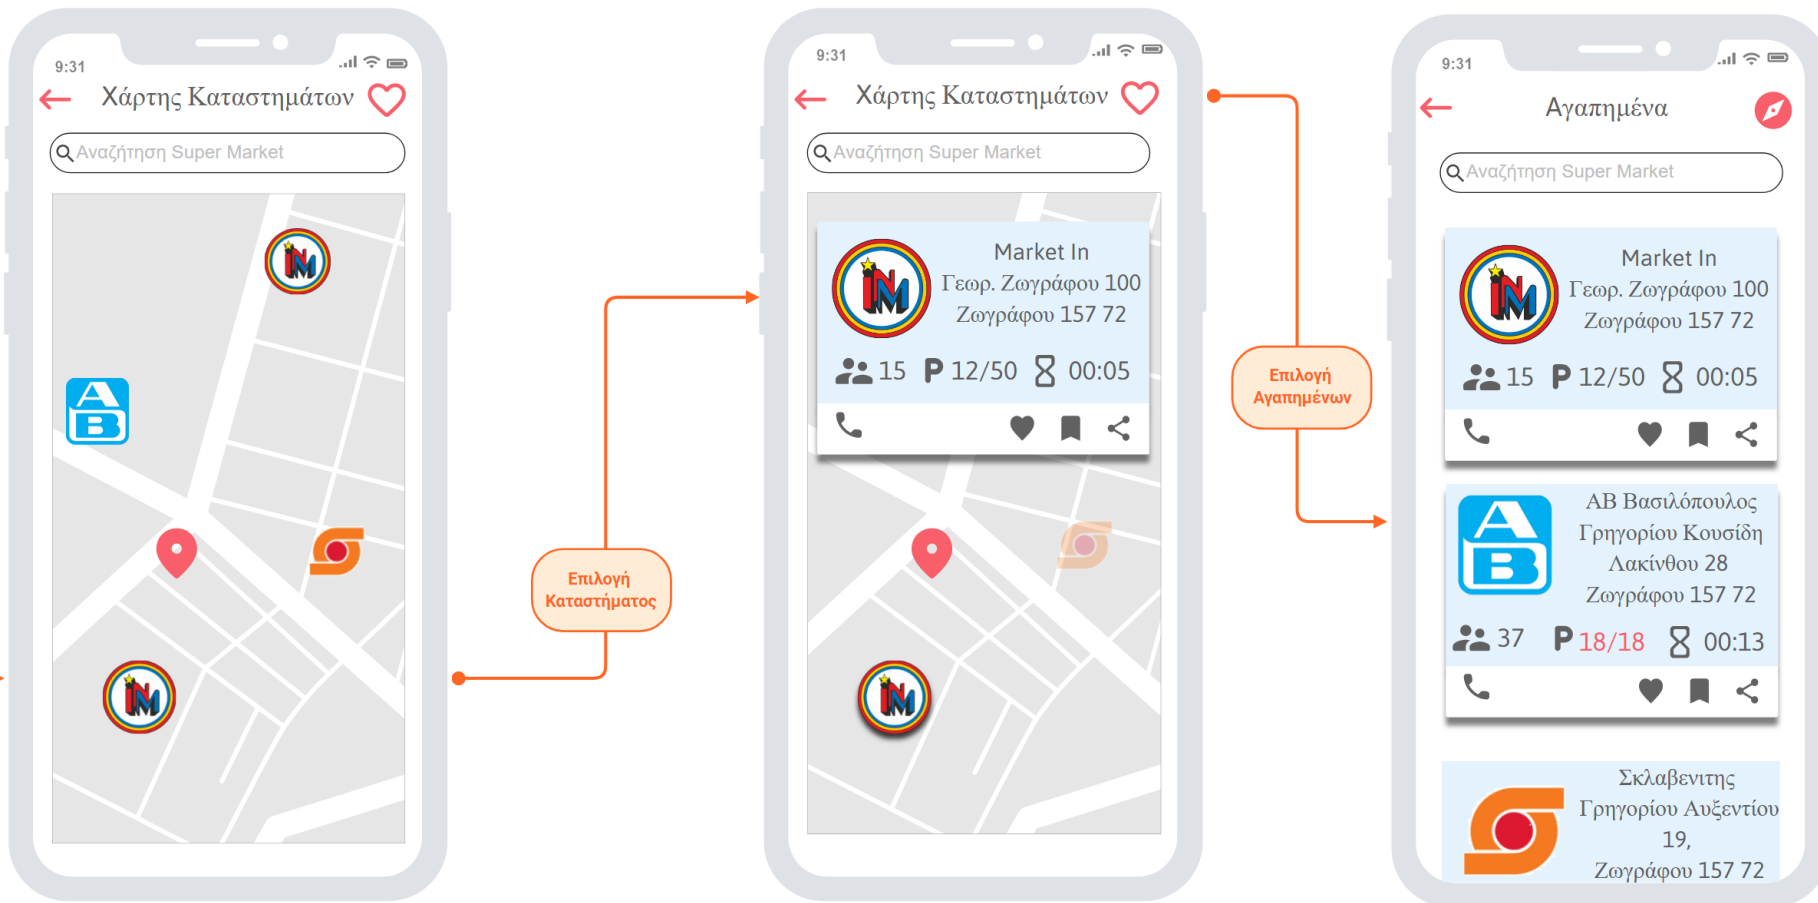 9:31
Χάρτης Καταστημάτων
Αναζήτηση Super Market
M
AB
M
Επιλογή
Καταστήματος
9:31
Χάρτης Καταστημάτων
Αναζήτηση Super Market
M
Market In
Γεωρ. Ζωγράφου 100
Ζωγράφου 157 72
15 P 12/50 00:05
M
Επιλογή
Αγαπημένων
9:31
Αγαπημένα
Αναζήτηση Super Market
M
Market In
Γεωρ. Ζωγράφου 100
Ζωγράφου 157 72
15 P 12/50 00:05
AB
ΑΒ Βασιλόπουλος
Γρηγορίου Κουσίδη
Λακίνθου 28
Ζωγράφου 157 72
37 P 18/18 00:13
Σκλαβενιτης
Γρηγορίου Αυξεντίου
19,
Ζωγράφου 157 72